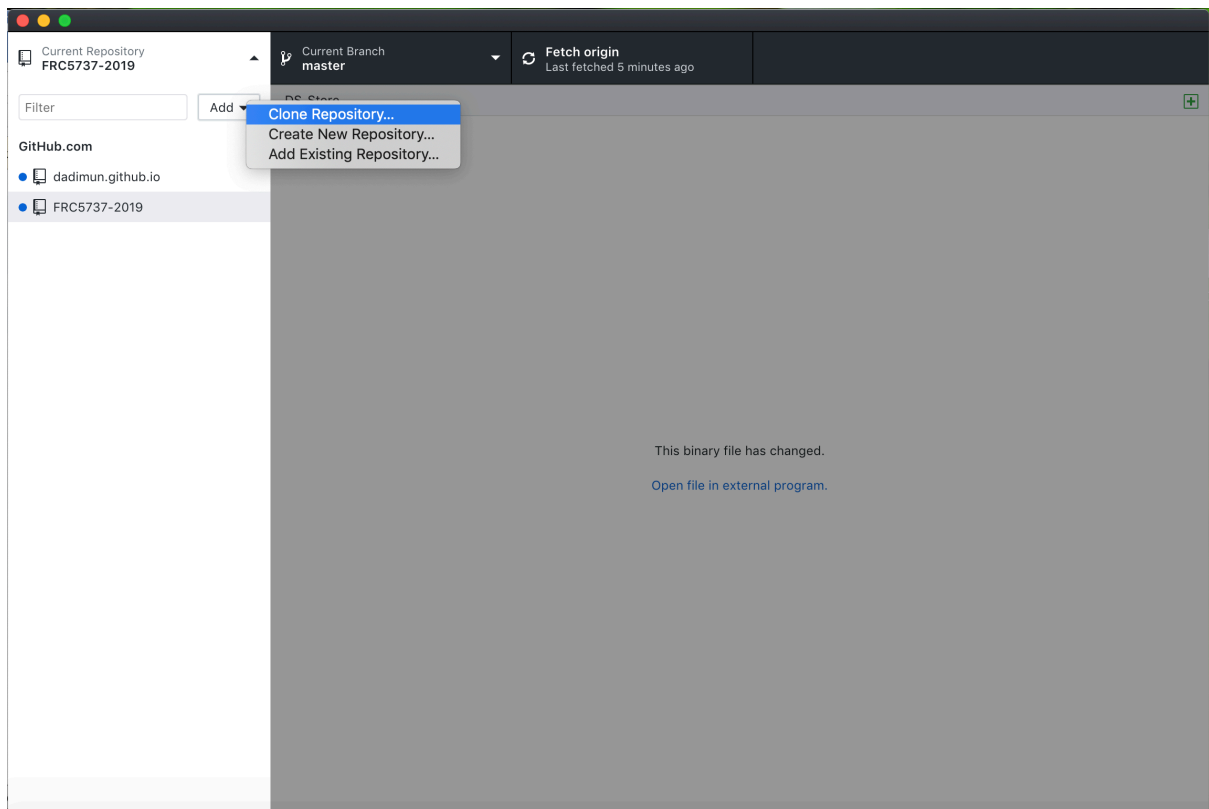 Current Repository
FRC5737-2019
Current Branch
master
Fetch origin
Last fetched 5 minutes ago
Filter
Add
DS_Store
Clone Repository...
Create New Repository...
Add Existing Repository...
GitHub.com
dadimun.github.io
FRC5737-2019
This binary file has changed.
Open file in external program.